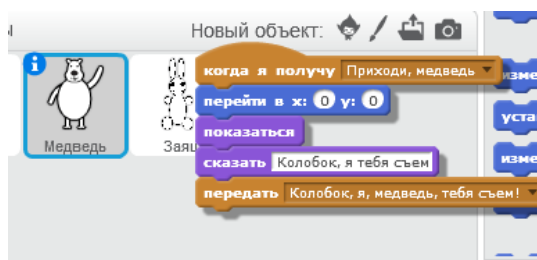 ы
Новый объект:
когда я получу Приходи, медведь
изме
перейти в x: 0 y: 0
уста
показаться
Медведь
Заяц
сказать Колобок, я тебя съем
изме
передать Колобок, я, медведь, тебя съем!